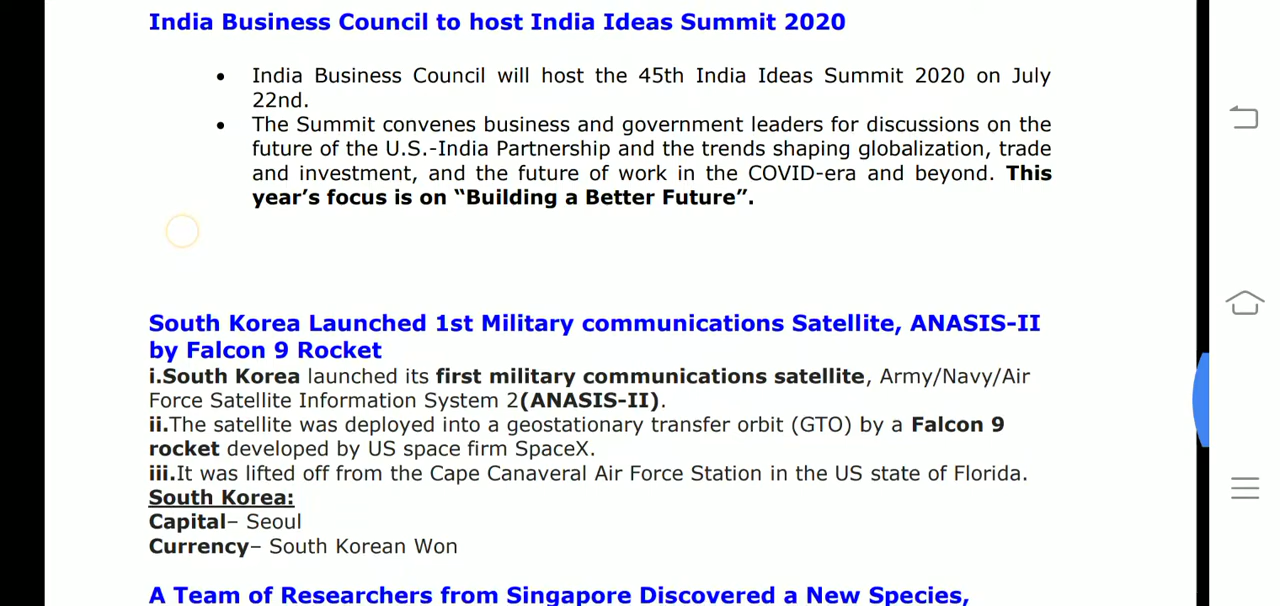 India Business Council to host India Ideas Summit 2020
• India Business Council will host the 45th India Ideas Summit 2020 on July
22nd.
• The Summit convenes business and government leaders for discussions on the
future of the U.S.-India Partnership and the trends shaping globalization, trade
and investment, and the future of work in the COVID-era and beyond. This
year's focus is on “Building a Better Future”.
South Korea Launched 1st Military communications Satellite, ANASIS-II
by Falcon 9 Rocket
i.South Korea launched its first military communications satellite, Army/Navy/Air
Force Satellite Information System 2(ANASIS-II).
ii.The satellite was deployed into a geostationary transfer orbit (GTO) by a Falcon 9
rocket developed by US space firm SpaceX.
iii.It was lifted off from the Cape Canaveral Air Force Station in the US state of Florida.
South Korea:
Capital– Seoul
Currency– South Korean Won
A Team of Researchers from Singapore Discovered a New Species,